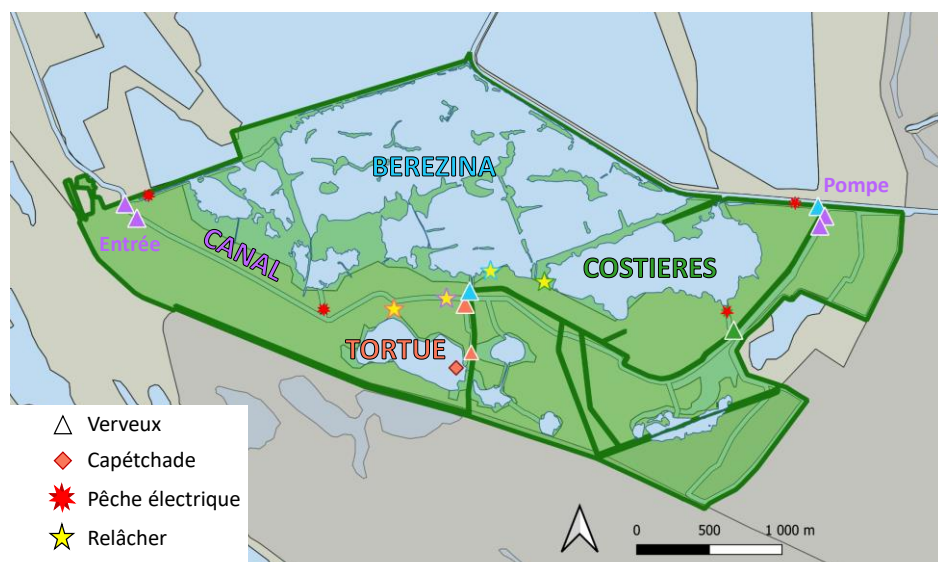 BEREZINA
Pompe
Entrée
CANAL
COSTIERES
TORTUE
Verveux
Capétchade
Pêche électrique
Relâcher
0 500 1 000 m